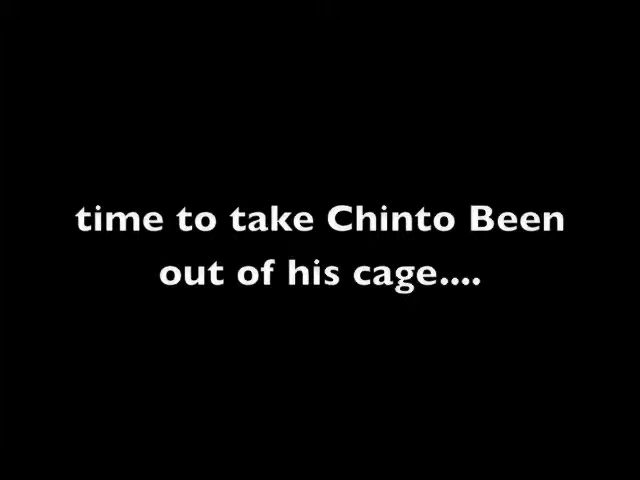 time to take Chinto Been
out of his cage....